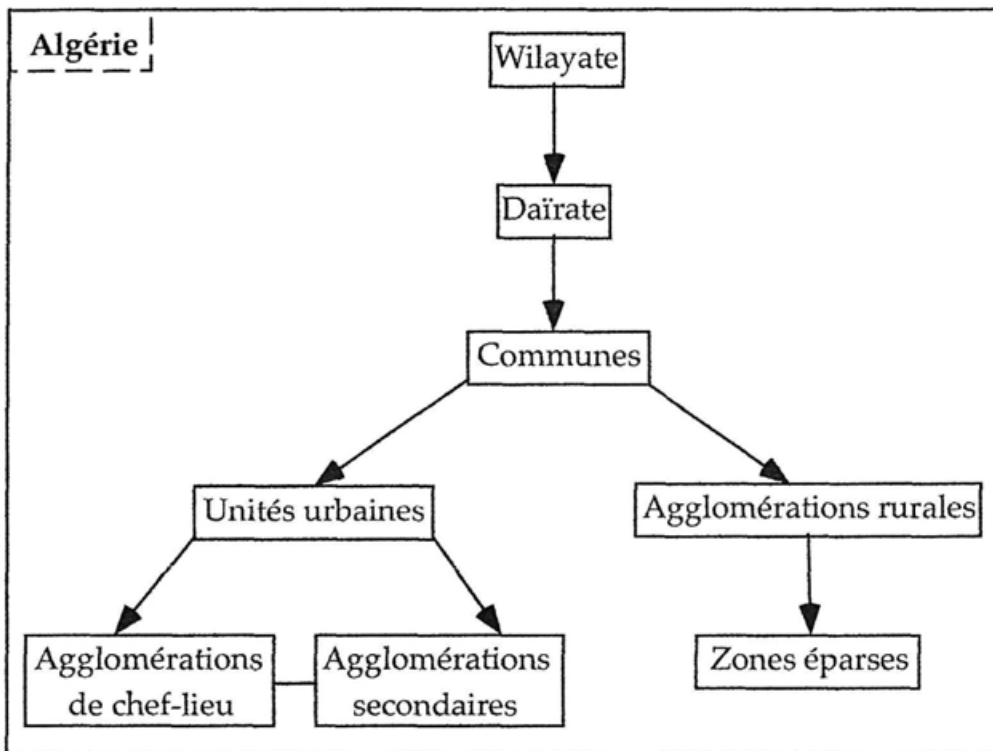 Algérie
Wilayate
Daïrate
Communes
Unités urbaines
Agglomérations rurales
Agglomérations
de chef-lieu
Agglomérations
secondaires
Zones éparses